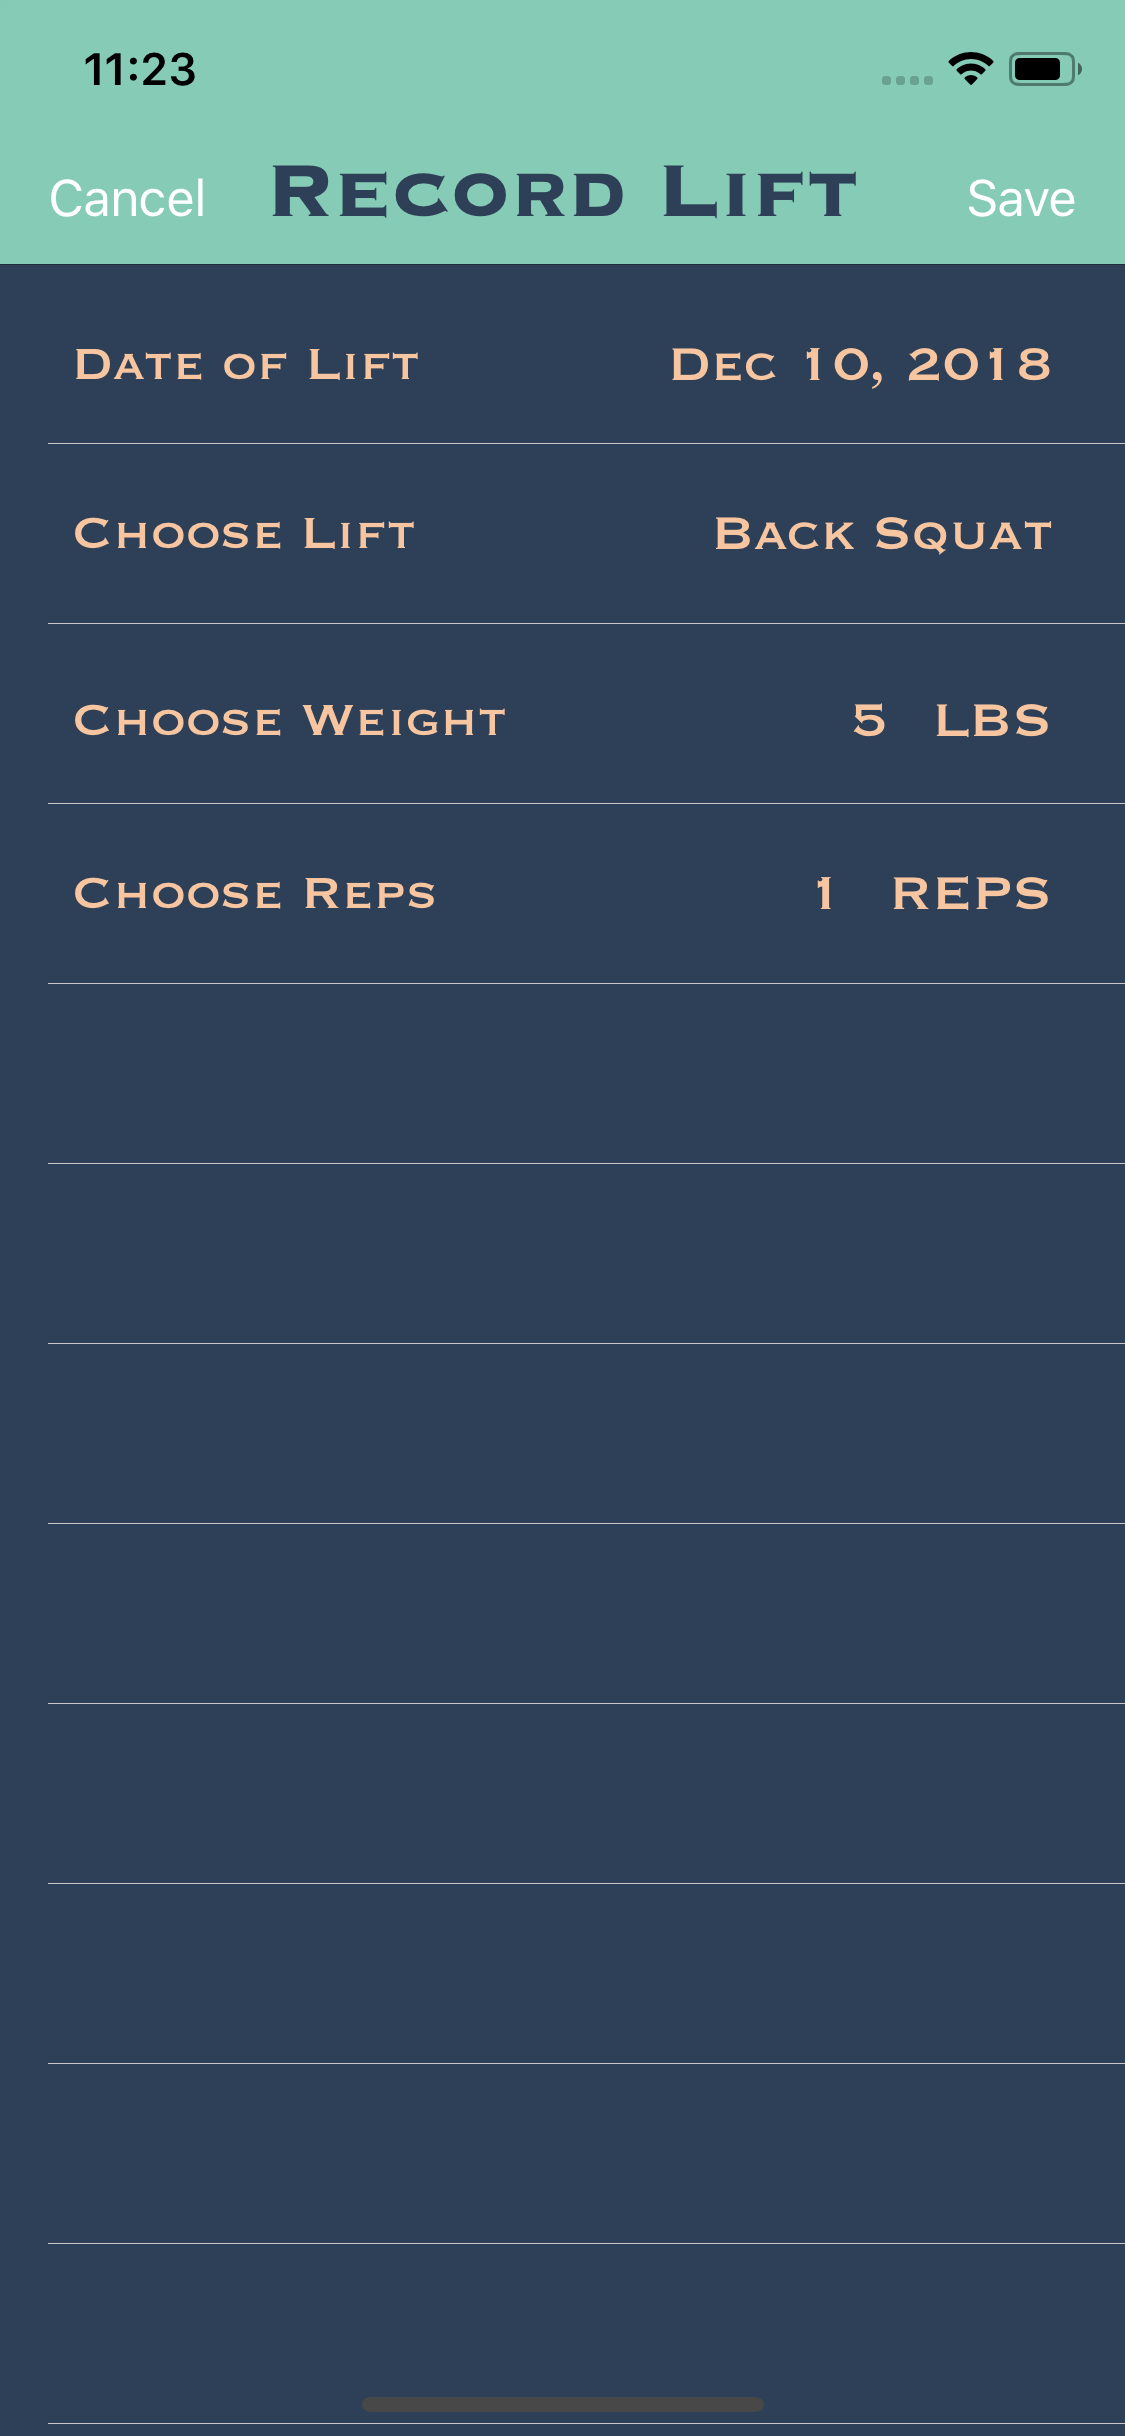 11:23
Cancel Record Lift Save
Date of Lift Dec 10, 2018
Choose Lift Back Squat
Choose Weight 5 LBS
Choose Reps 1 REPS